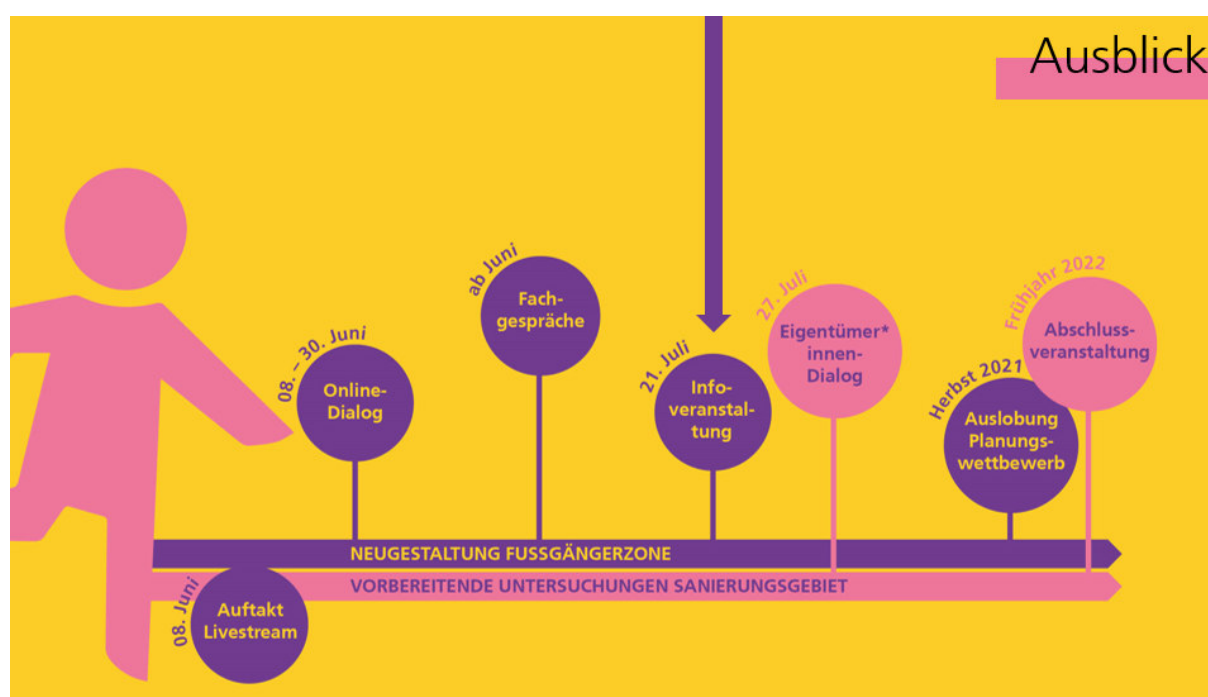 Ausblick
08. Juni
Auftakt
Livestream
08. – 30. Juni
Online-
Dialog
ab Juni
Fach-
gespräche
21. Juli
Info-
veranstal-
tung
27. Juli
Eigentümer*
innen-
Dialog
Herbst 2021
Auslobung
Planungs-
wettbewerb
Frühjahr 2022
Abschluss-
veranstaltung
NEUGESTALTUNG FUSSGÄNGERZONE
VORBEREITENDE UNTERSUCHUNGEN SANIERUNGSGEBIET